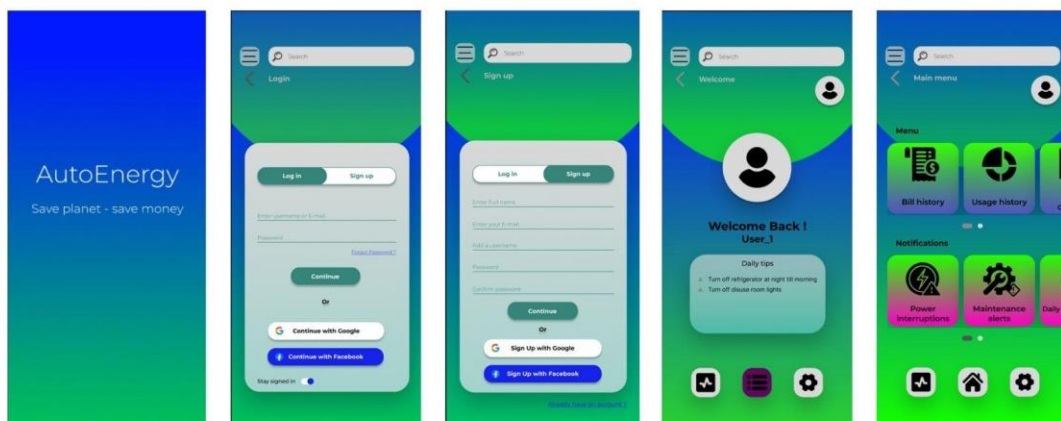 AutoEnergy
Save planet - save money
Search
Login
Log in
Sign up
Enter username or E-mail
Password
Forgot Password ?
Continue
Or
Continue with Google
Continue with Facebook
Stay signed in
Search
Sign up
Log in
Sign up
Enter Full name
Enter your E-mail
Add a username
Password
Confirm password
Continue
Or
Sign Up with Google
Sign Up with Facebook
Already have an account ?
Search
Welcome
Welcome Back !
User_1
Daily tips
Turn off refrigerator at night till morning
Turn off disuse room lights
Search
Main menu
Menu
Bill history
Usage history
Notifications
Power
interruptions
Maintenance
alerts
Daily